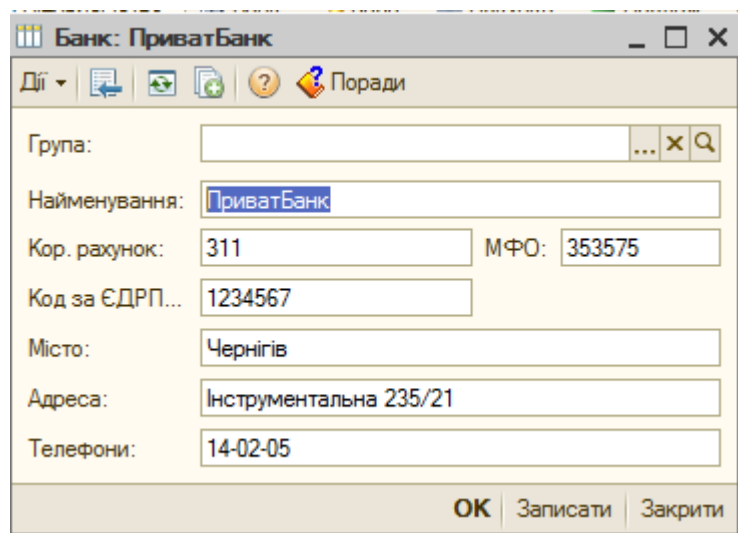 Банк: ПриватБанк
Дії Поради
Група: ...
Найменування: ПриватБанк
Кор. рахунок: 311 МФО: 353575
Код за ЄДРП... 1234567
Місто: Чернігів
Адреса: Інструментальна 235/21
Телефони: 14-02-05
OK Записати Закрити